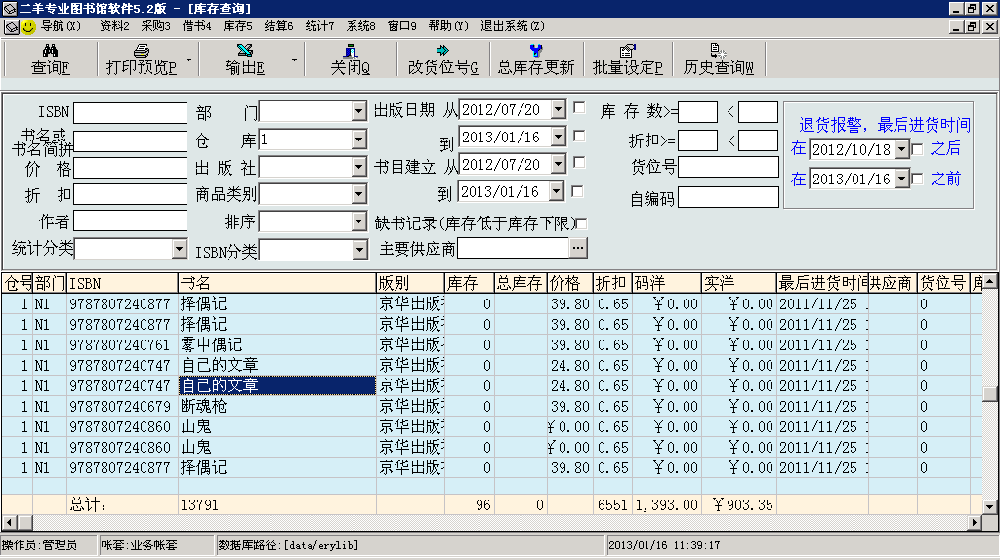 二羊专业图书馆软件5.2版 - [库存查询]
导航(X) 资料2 采购3 借书4 库存5 结算6 统计7 系统8 窗口9 帮助(Y) 退出系统(Z)
查询F 打印预览P 输出E 关闭Q 改货位号G 总库存更新 批量设定P 历史查询W
ISBN 部 门 出版日期 从 2012/07/20 库 存 数>= <
书名或
书名简拼 仓 库 1 到 2013/01/16 折扣>= <
价 格 出 版 社 书目建立 从 2012/07/20 货位号
折 扣 商品类别 到 2013/01/16 自编码
退货报警，最后进货时间
在 2012/10/18 之后
在 2013/01/16 之前
作者 排序 缺书记录(库存低于库存下限)
统计分类 ISBN分类 主要供应商 ...
仓号 部门 ISBN 书名 版别 库存 总库存 价格 折扣 码洋 实洋 最后进货时间 供应商 货位号
1 N1 9787807240877 择偶记 京华出版 0 39.80 0.65 ￥0.00 ￥0.00 2011/11/25 0
1 N1 9787807240877 择偶记 京华出版 0 39.80 0.65 ￥0.00 ￥0.00 2011/11/25 0
1 N1 9787807240761 雾中偶记 京华出版 0 39.80 0.65 ￥0.00 ￥0.00 2011/11/25 0
1 N1 9787807240747 自己的文章 京华出版 0 24.80 0.65 ￥0.00 ￥0.00 2011/11/25 0
1 N1 9787807240747 自己的文章 京华出版 0 24.80 0.65 ￥0.00 ￥0.00 2011/11/25 0
1 N1 9787807240679 断魂枪 京华出版 0 39.80 0.65 ￥0.00 ￥0.00 2011/11/25 0
1 N1 9787807240860 山鬼 京华出版 0 ￥0.00 0.65 ￥0.00 ￥0.00 2011/11/25 0
1 N1 9787807240860 山鬼 京华出版 0 ￥0.00 0.65 ￥0.00 ￥0.00 2011/11/25 0
1 N1 9787807240877 择偶记 京华出版 0 39.80 0.65 ￥0.00 ￥0.00 2011/11/25 0
总计： 13791 96 0 6551 1,393.00 ￥903.35
操作员:管理员 帐套:业务帐套 数据库路径:[data/erylib] 2013/01/16 11:39:17